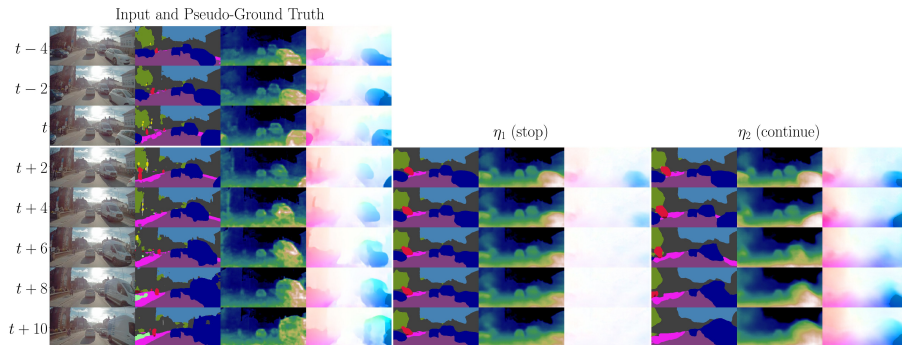 Input and Pseudo-Ground Truth
t − 4
t − 2
t
η₁ (stop)
η₂ (continue)
t + 2
t + 4
t + 6
t + 8
t + 10